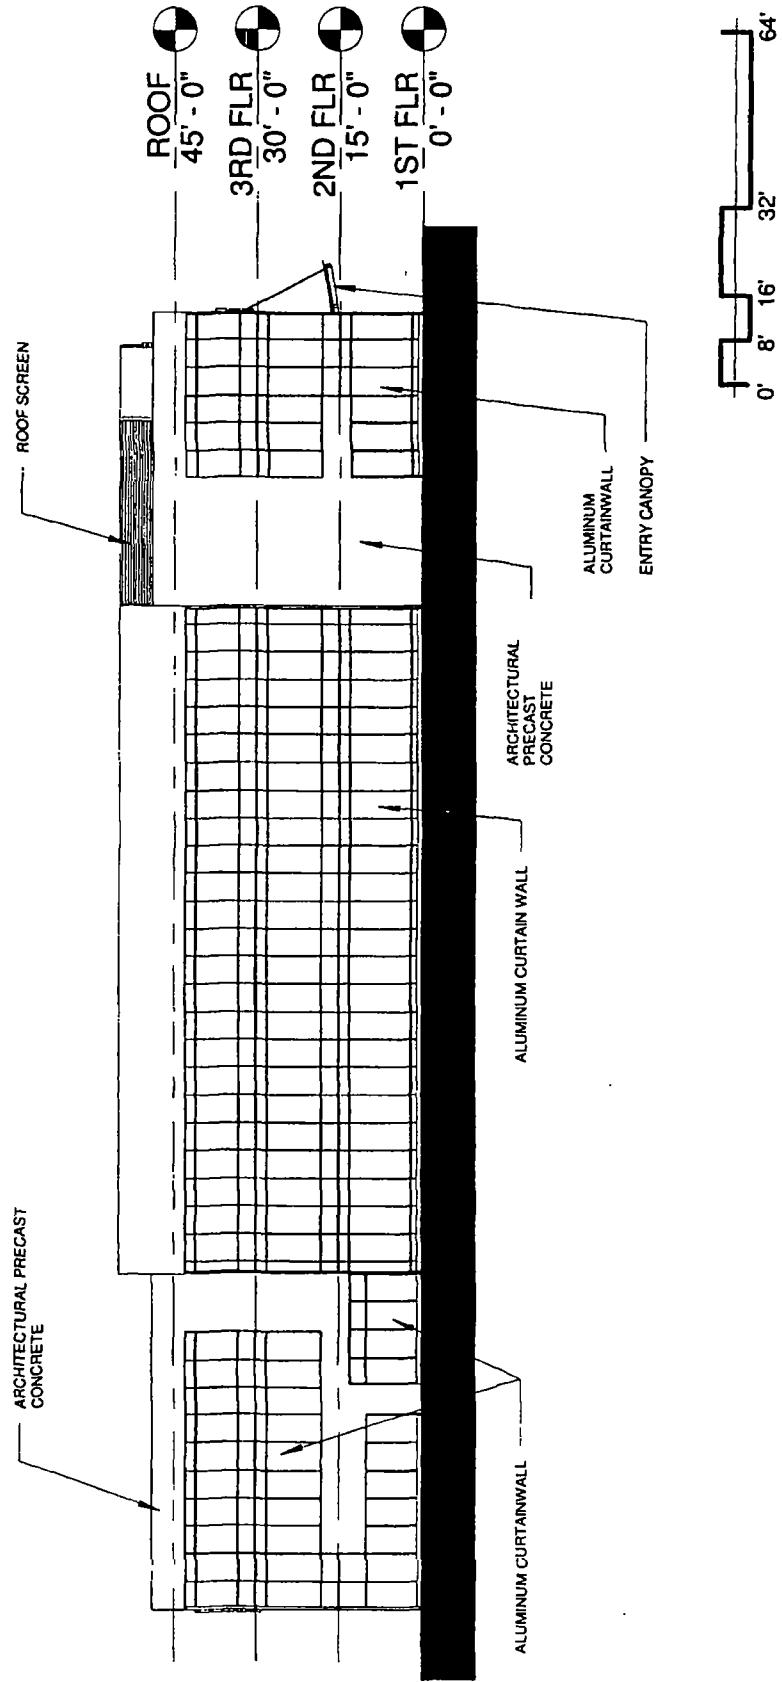 ROOF
45' - 0"
3RD FLR
30' - 0"
2ND FLR
15' - 0"
1ST FLR
0' - 0"
ARCHITECTURAL PRECAST
CONCRETE
ROOF SCREEN
ALUMINUM CURTAINWALL
ALUMINUM CURTAIN WALL
ARCHITECTURAL
PRECAST
CONCRETE
ALUMINUM
CURTAINWALL
ENTRY CANOPY
0' 8' 16' 32' 64'